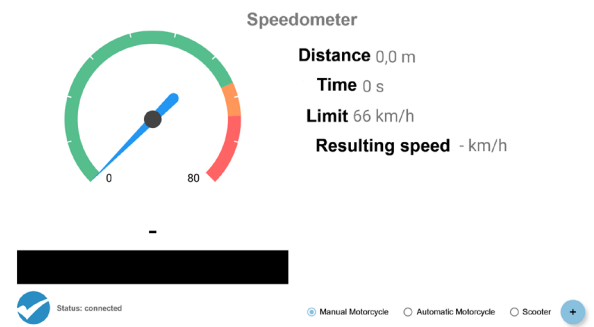 Speedometer
Distance 0,0 m
Time 0 s
Limit 66 km/h
Resulting speed - km/h
0 80
-
Status: connected
Manual Motorcycle Automatic Motorcycle Scooter +